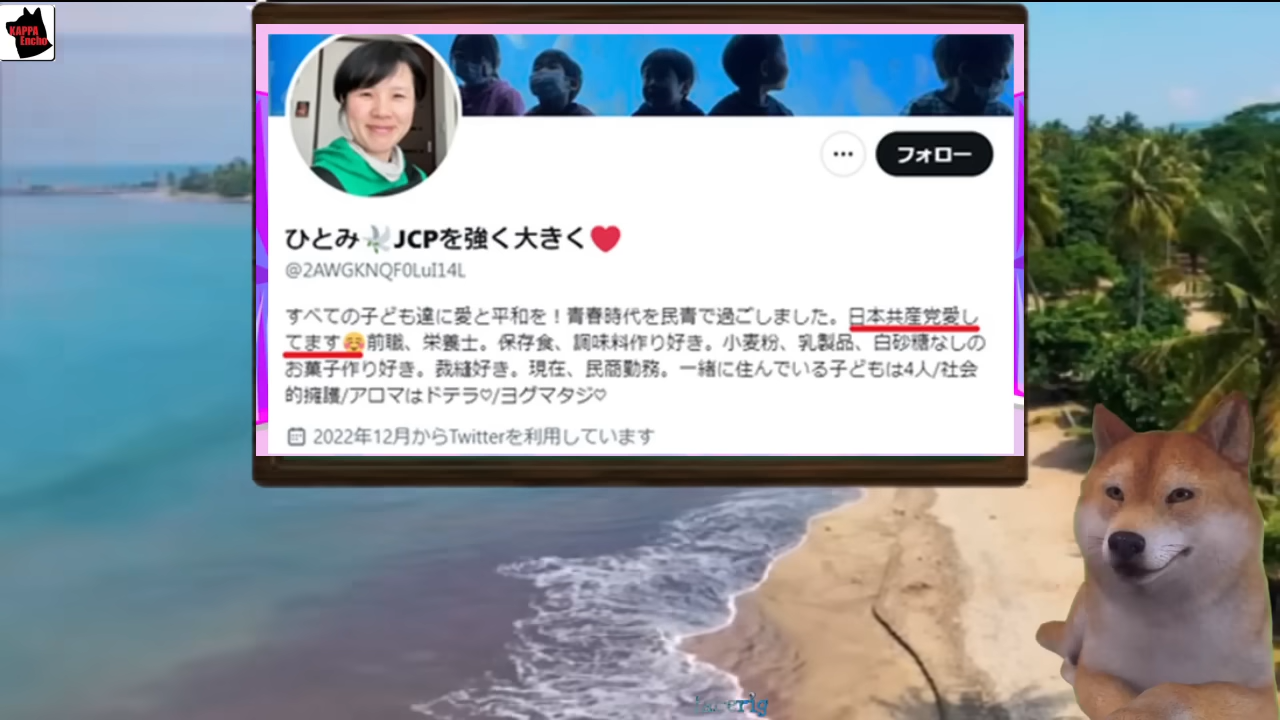 KAPPA
Encho
フォロー
ひとみ🕊️JCPを強く大きく❤️
@2AWGKNQF0LuI14L
すべての子ども達に愛と平和を！青春時代を民青で過ごしました。日本共産党愛し
てます☺️前職、栄養士。保存食、調味料作り好き。小麦粉、乳製品、白砂糖なしの
お菓子作り好き。裁縫好き。現在、民商勤務。一緒に住んでいる子どもは4人/社会
的擁護/アロマはドテラ♡/ヨグマタジ♡
2022年12月からTwitterを利用しています